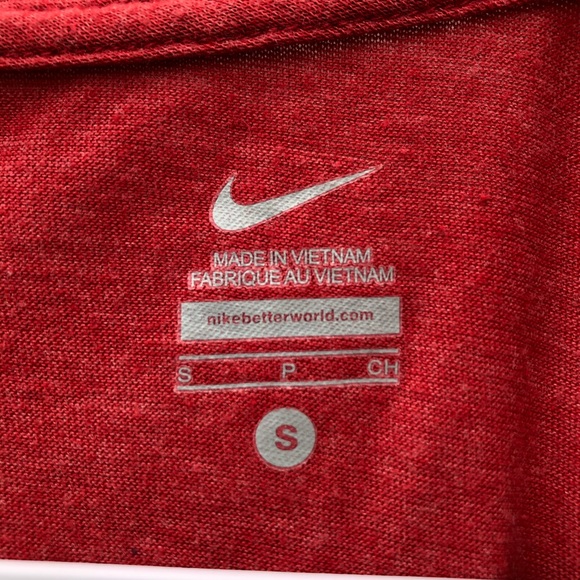 MADE IN VIETNAM
FABRIQUE AU VIETNAM
nikebetterworld.com
S P CH
S